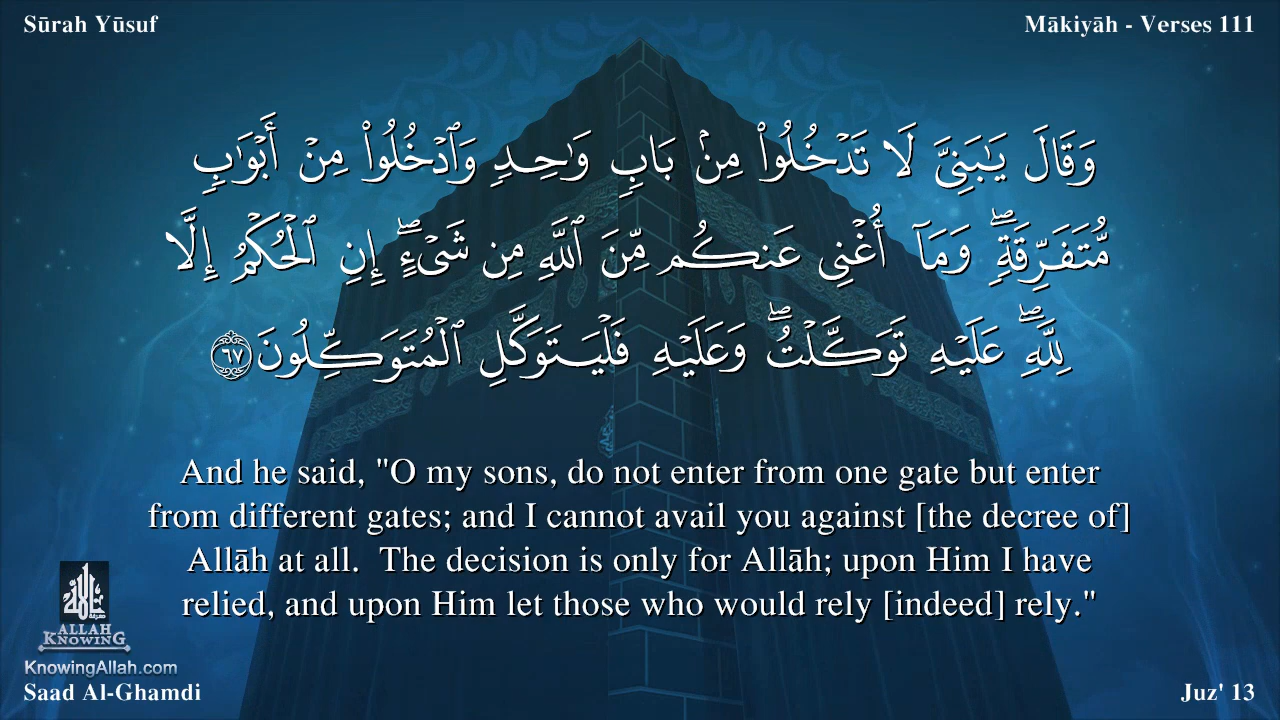 Sūrah Yūsuf
Mākiyāh - Verses 111
وَقَالَ يَـٰبَنِىَّ لَا تَدْخُلُوا۟ مِنۢ بَابٍ وَٰحِدٍ وَٱدْخُلُوا۟ مِنْ أَبْوَٰبٍ
مُّتَفَرِّقَةٍ ۖ وَمَآ أُغْنِى عَنكُم مِّنَ ٱللَّهِ مِن شَىْءٍ ۖ إِنِ ٱلْحُكْمُ إِلَّا
لِلَّهِ ۖ عَلَيْهِ تَوَكَّلْتُ ۖ وَعَلَيْهِ فَلْيَتَوَكَّلِ ٱلْمُتَوَكِّلُونَ ٦٧
And he said, "O my sons, do not enter from one gate but enter
from different gates; and I cannot avail you against [the decree of]
Allāh at all.  The decision is only for Allāh; upon Him I have
relied, and upon Him let those who would rely [indeed] rely."
ALLAH
KNOWING
KnowingAllah.com
Saad Al-Ghamdi
Juz' 13